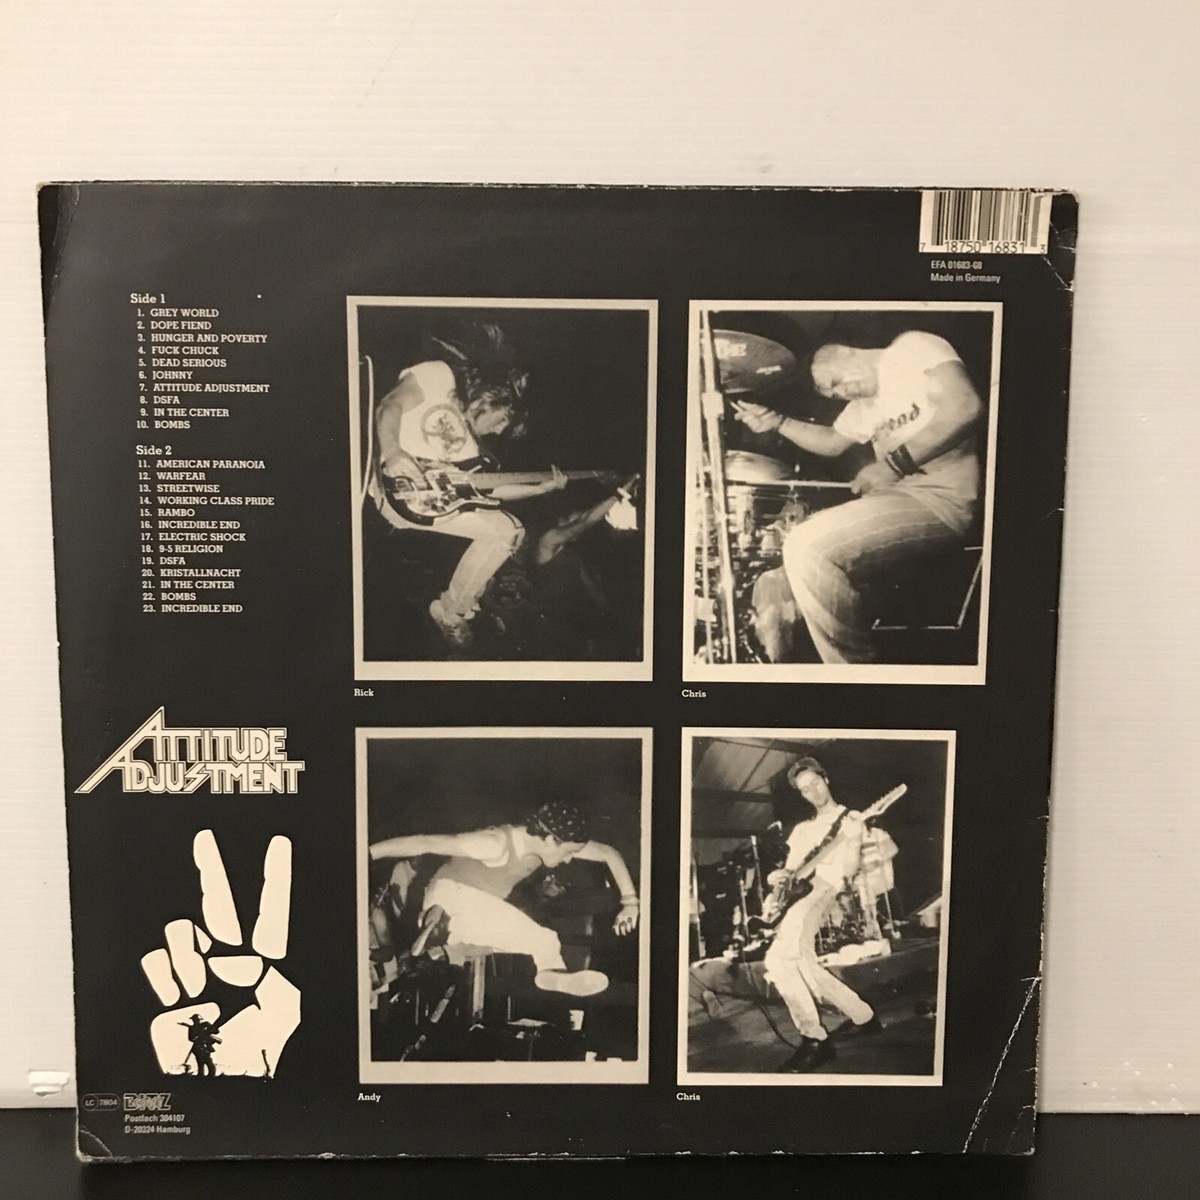 7 18750 16831 3
EFA 01683-08
Made in Germany
Side 1
1. GREY WORLD
2. DOPE FIEND
3. HUNGER AND POVERTY
4. FUCK CHUCK
5. DEAD SERIOUS
6. JOHNNY
7. ATTITUDE ADJUSTMENT
8. DSFA
9. IN THE CENTER
10. BOMBS
Side 2
11. AMERICAN PARANOIA
12. WARFEAR
13. STREETWISE
14. WORKING CLASS PRIDE
15. RAMBO
16. INCREDIBLE END
17. ELECTRIC SHOCK
18. 9-5 RELIGION
19. DSFA
20. KRISTALLNACHT
21. IN THE CENTER
22. BOMBS
23. INCREDIBLE END
Rick
Chris
ATTITUDE
ADJUSTMENT
Andy
Chris
LC 7804
Postfach 304107
D-20324 Hamburg